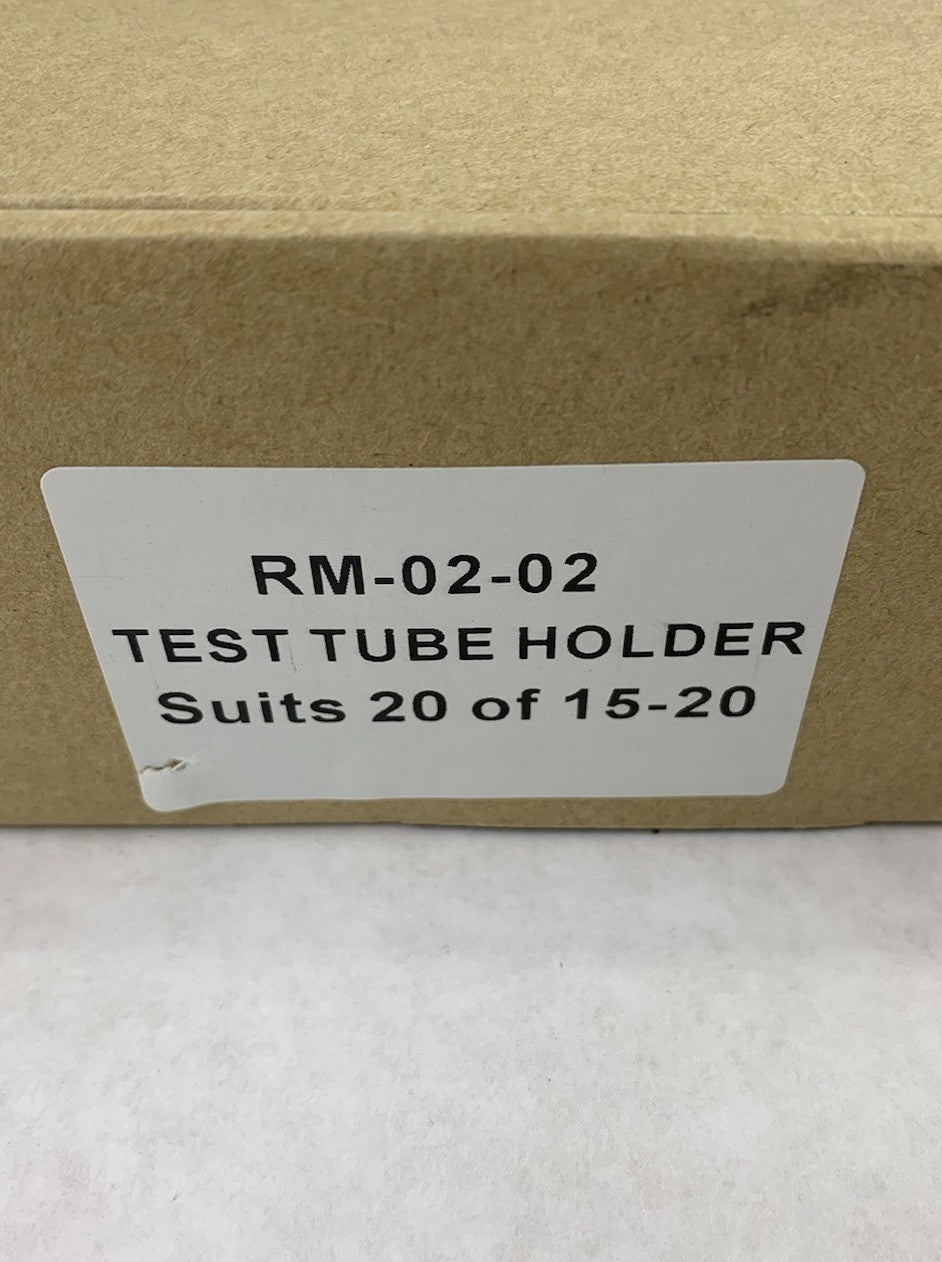 RM-02-02
TEST TUBE HOLDER
Suits 20 of 15-20